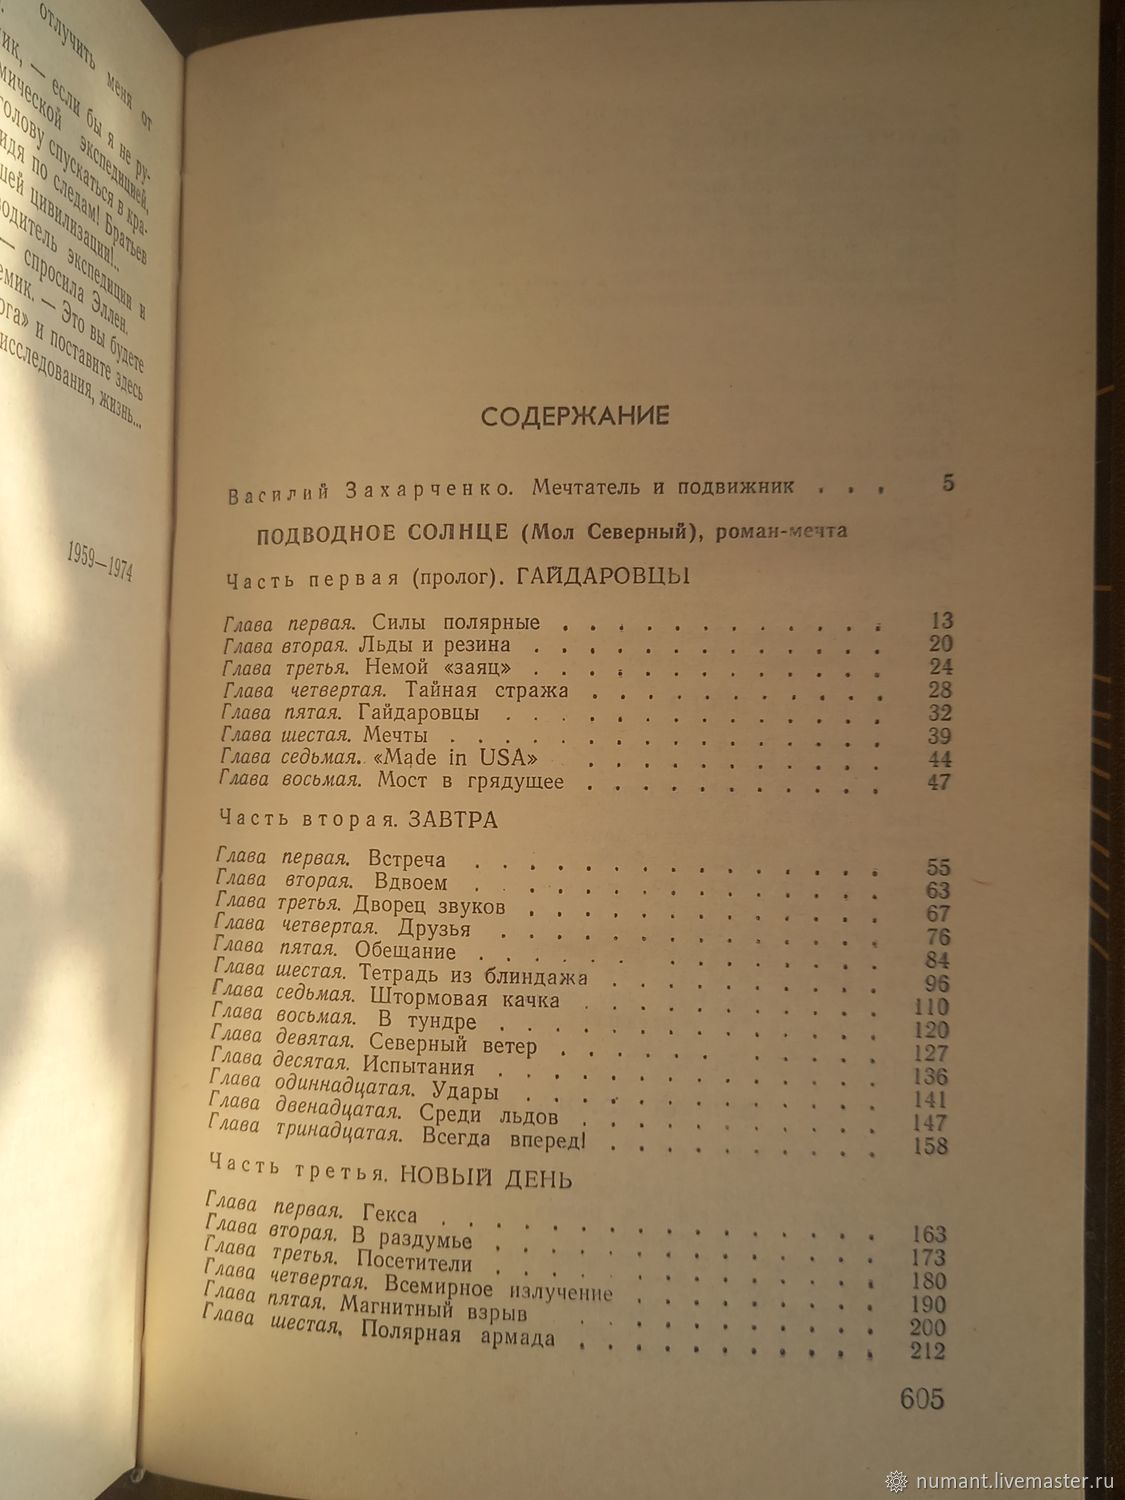 отлучить меня от
ик, — если бы я не ру-
мической экспедицией,
голову спускаться в кра-
идя по следам! Братьев
шей цивилизации!..
водитель экспедиции и
— спросила Эллен.
емик. — Это вы будете
ога» и поставите здесь
исследования, жизнь...
1959—1974
СОДЕРЖАНИЕ
Василий Захарченко. Мечтатель и подвижник . . . 5
ПОДВОДНОЕ СОЛНЦЕ (Мол Северный), роман-мечта
Часть первая (пролог). ГАЙДАРОВЦЫ
Глава первая. Силы полярные . . . . . . . . . . . . 13
Глава вторая. Льды и резина . . . . . . . . . . . . . 20
Глава третья. Немой «заяц» . . . . . . . . . . . . . 24
Глава четвертая. Тайная стража . . . . . . . . . . . 28
Глава пятая. Гайдаровцы . . . . . . . . . . . . . . 32
Глава шестая. Мечты . . . . . . . . . . . . . . . . 39
Глава седьмая. «Made in USA» . . . . . . . . . . . 44
Глава восьмая. Мост в грядущее . . . . . . . . . . . 47
Часть вторая. ЗАВТРА
Глава первая. Встреча . . . . . . . . . . . . . . . 55
Глава вторая. Вдвоем . . . . . . . . . . . . . . . 63
Глава третья. Дворец звуков . . . . . . . . . . . . . 67
Глава четвертая. Друзья . . . . . . . . . . . . . . 76
Глава пятая. Обещание . . . . . . . . . . . . . . . 84
Глава шестая. Тетрадь из блиндажа . . . . . . . . . . 96
Глава седьмая. Штормовая качка . . . . . . . . . . . 110
Глава восьмая. В тундре . . . . . . . . . . . . . . 120
Глава девятая. Северный ветер . . . . . . . . . . . . 127
Глава десятая. Испытания . . . . . . . . . . . . . . 136
Глава одиннадцатая. Удары . . . . . . . . . . . . . 141
Глава двенадцатая. Среди льдов . . . . . . . . . . . 147
Глава тринадцатая. Всегда вперед! . . . . . . . . . . 158
Часть третья. НОВЫЙ ДЕНЬ
Глава первая. Гекса . . . . . . . . . . . . . . . . 163
Глава вторая. В раздумье . . . . . . . . . . . . . . 173
Глава третья. Посетители . . . . . . . . . . . . . . 180
Глава четвертая. Всемирное излучение . . . . . . . . . 190
Глава пятая. Магнитный взрыв . . . . . . . . . . . 200
Глава шестая. Полярная армада . . . . . . . . . . . 212
605
numant.livemaster.ru